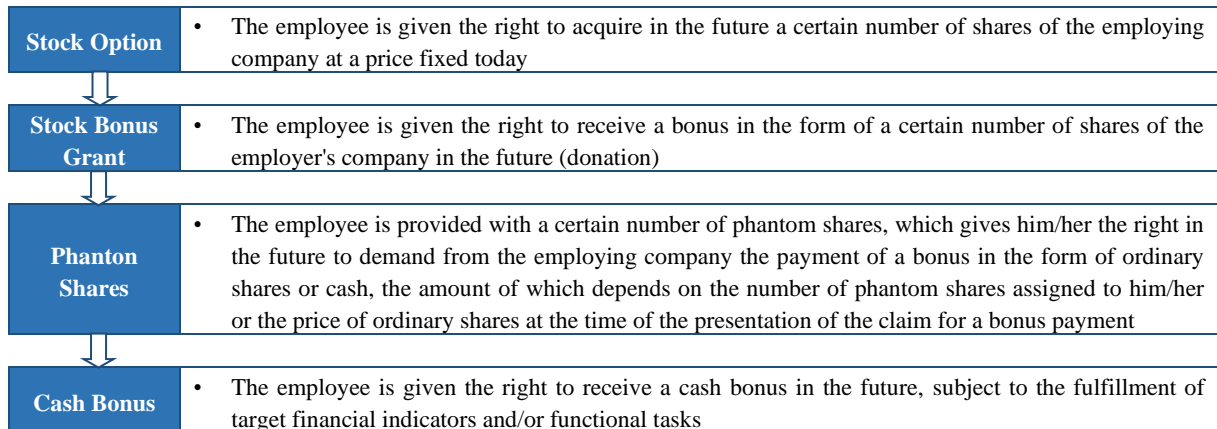 Stock Option
• The employee is given the right to acquire in the future a certain number of shares of the employing
company at a price fixed today
Stock Bonus
Grant
• The employee is given the right to receive a bonus in the form of a certain number of shares of the
employer's company in the future (donation)
Phanton
Shares
• The employee is provided with a certain number of phantom shares, which gives him/her the right in
the future to demand from the employing company the payment of a bonus in the form of ordinary
shares or cash, the amount of which depends on the number of phantom shares assigned to him/her
or the price of ordinary shares at the time of the presentation of the claim for a bonus payment
Cash Bonus
• The employee is given the right to receive a cash bonus in the future, subject to the fulfillment of
target financial indicators and/or functional tasks